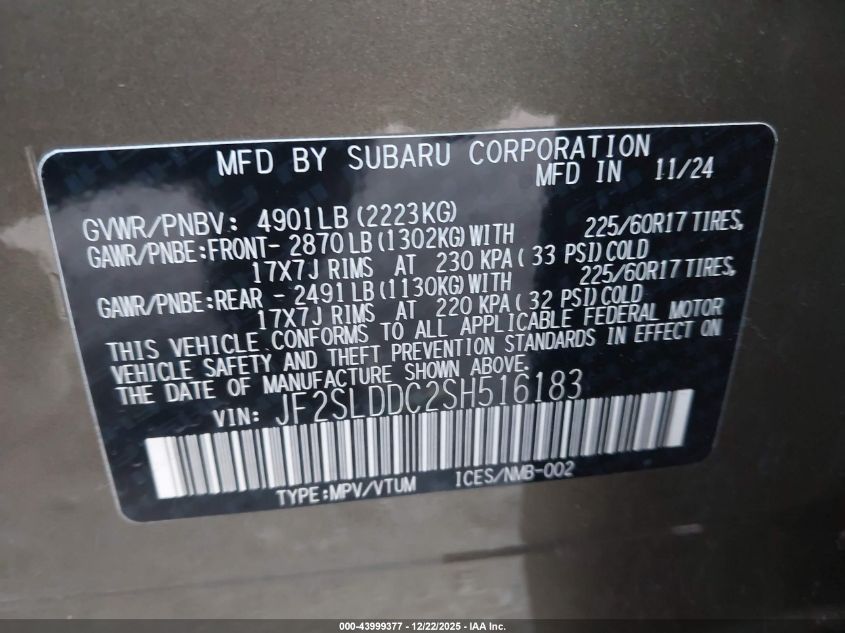 MFD BY SUBARU CORPORATION
MFD IN 11/24
GVWR/PNBV: 4901LB(2223KG)
GAWR/PNBE:FRONT- 2870LB(1302KG)WITH 225/60R17 TIRES,
17X7J RIMS AT 230 KPA( 33 PSI)COLD
GAWR/PNBE:REAR - 2491LB(1130KG)WITH 225/60R17 TIRES,
17X7J RIMS AT 220 KPA( 32 PSI)COLD
THIS VEHICLE CONFORMS TO ALL APPLICABLE FEDERAL MOTOR
VEHICLE SAFETY AND THEFT PREVENTION STANDARDS IN EFFECT ON
THE DATE OF MANUFACTURE SHOWN ABOVE.
VIN: JF2SLDDC2SH516183
TYPE:MPV/VTUM ICES/NMB-002
000-43999377 - 12/22/2025 - IAA Inc.